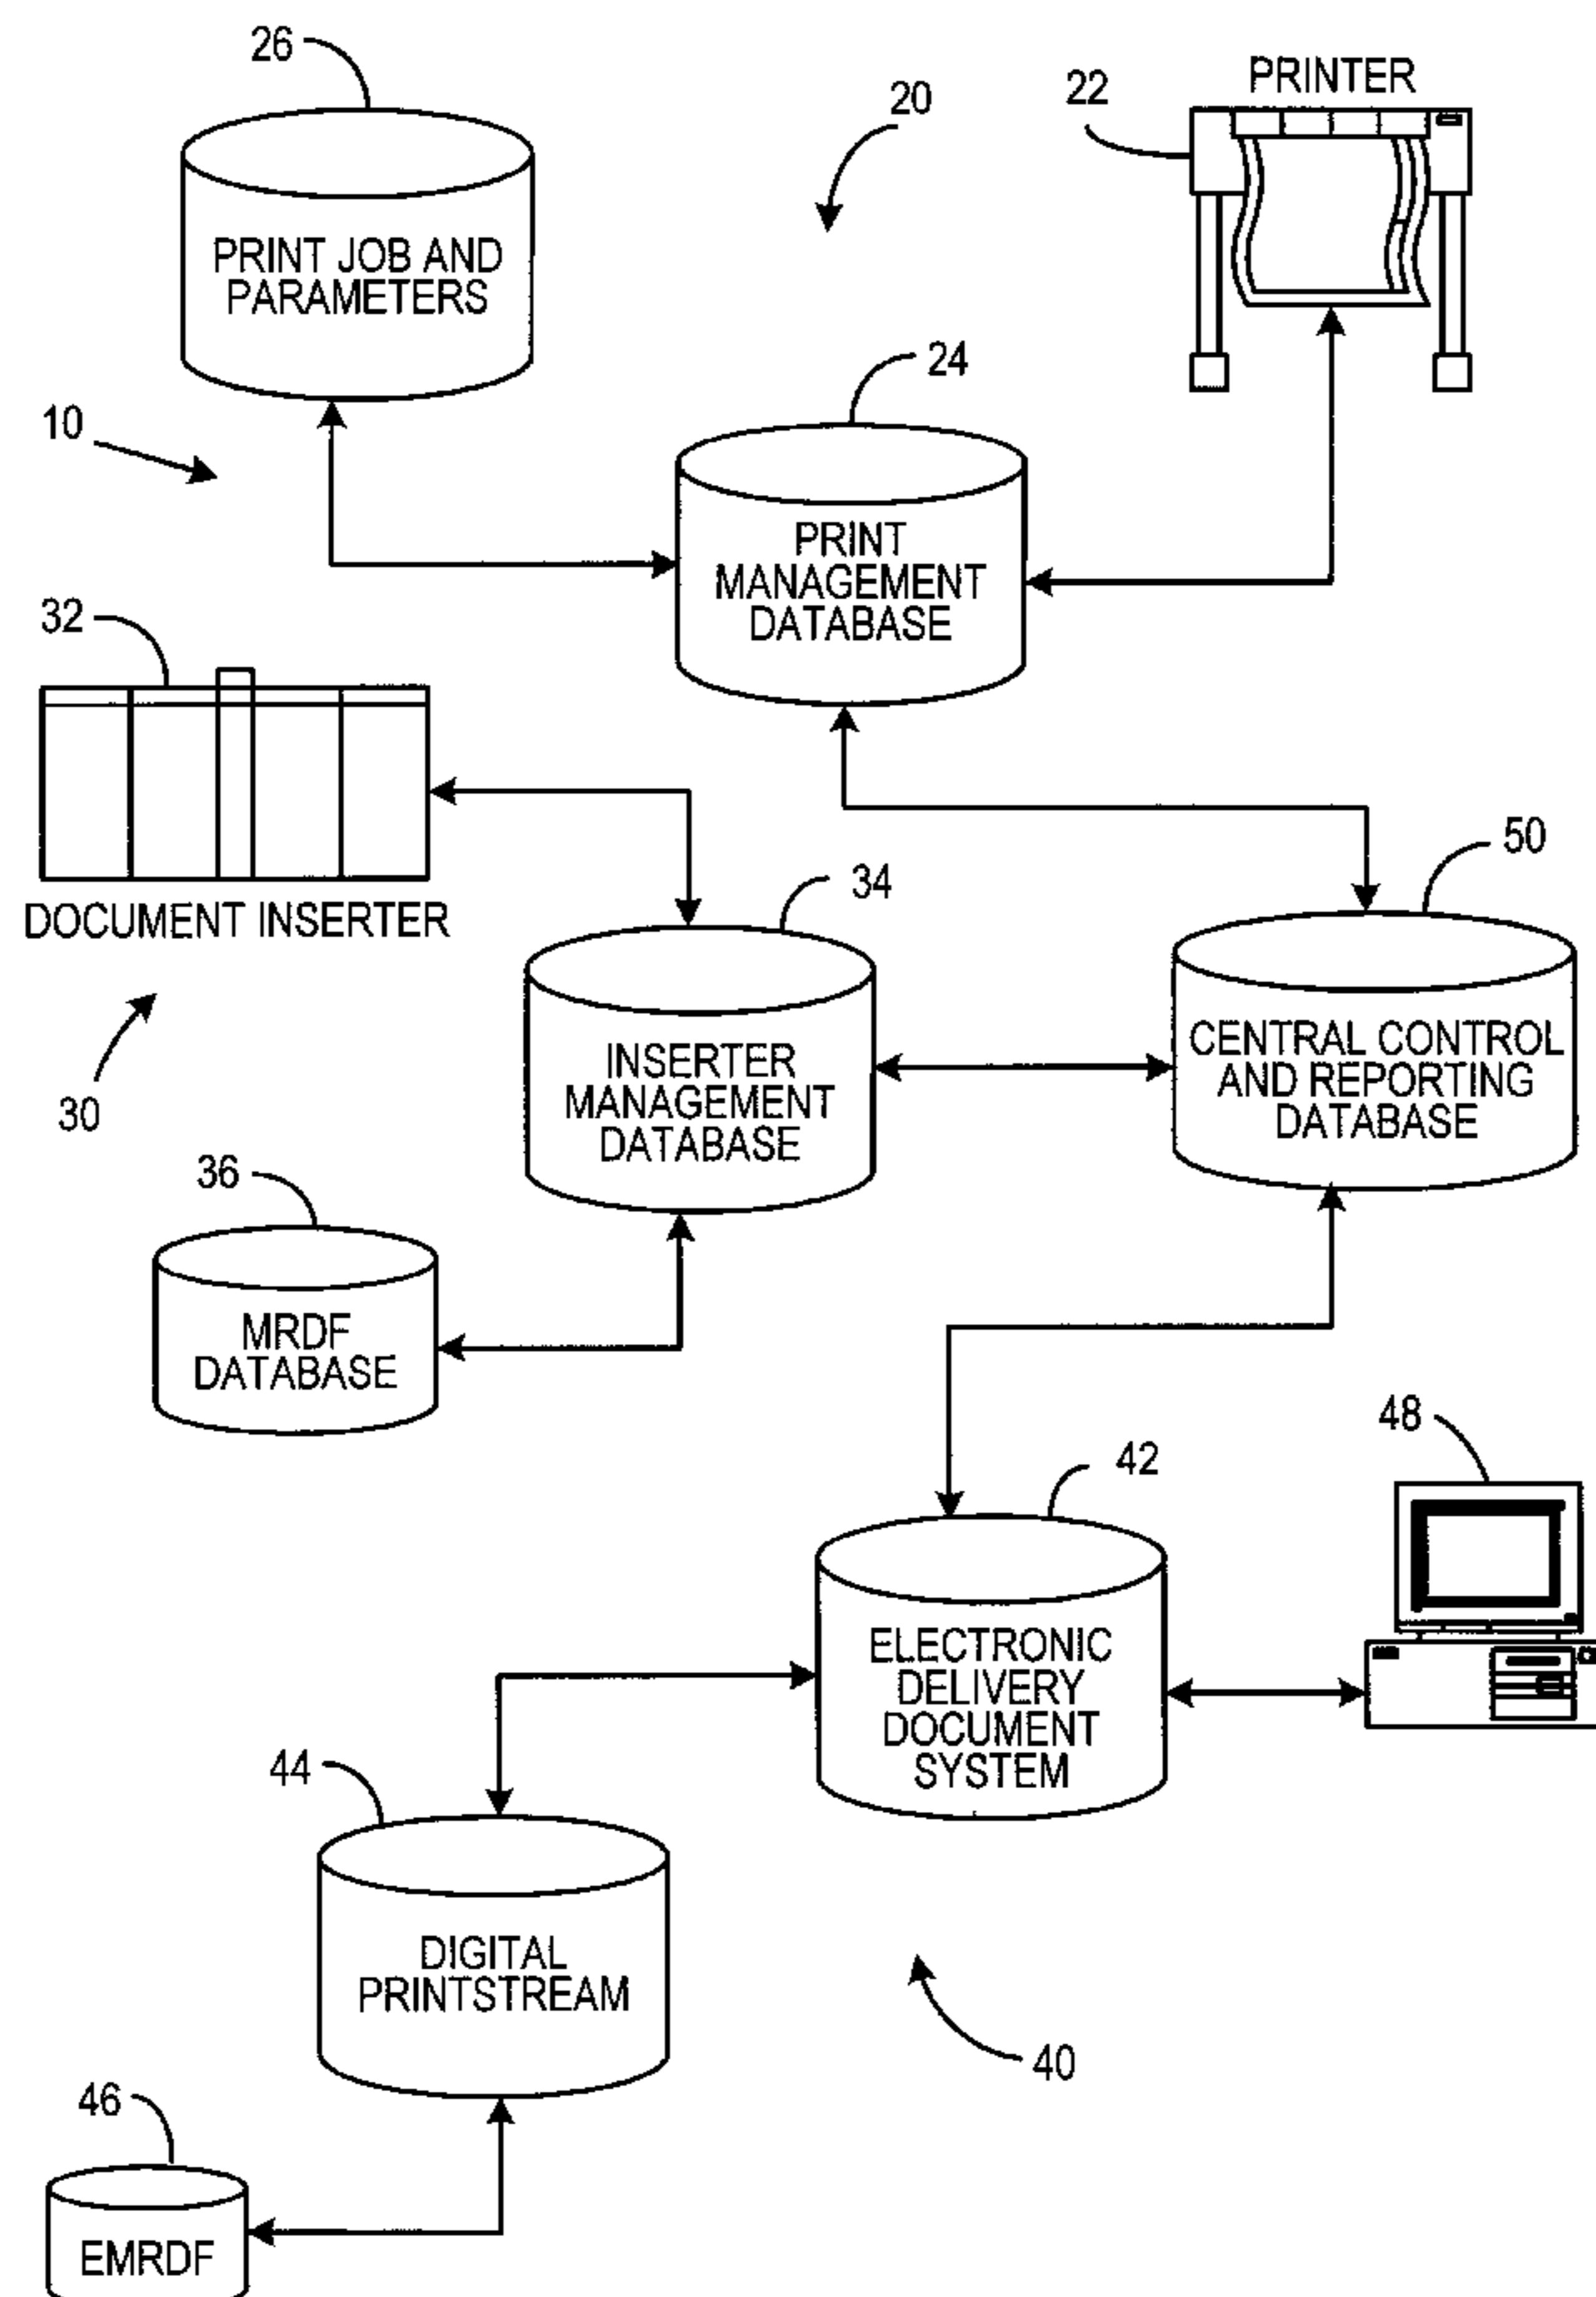 26
20
PRINTER
22
PRINT JOB AND
PARAMETERS
24
10
PRINT
MANAGEMENT
DATABASE
32
50
34
DOCUMENT INSERTER
CENTRAL CONTROL
AND REPORTING
DATABASE
INSERTER
MANAGEMENT
DATABASE
30
36
MRDF
DATABASE
48
42
ELECTRONIC
DELIVERY
DOCUMENT
SYSTEM
44
DIGITAL
PRINTSTREAM
40
46
EMRDF